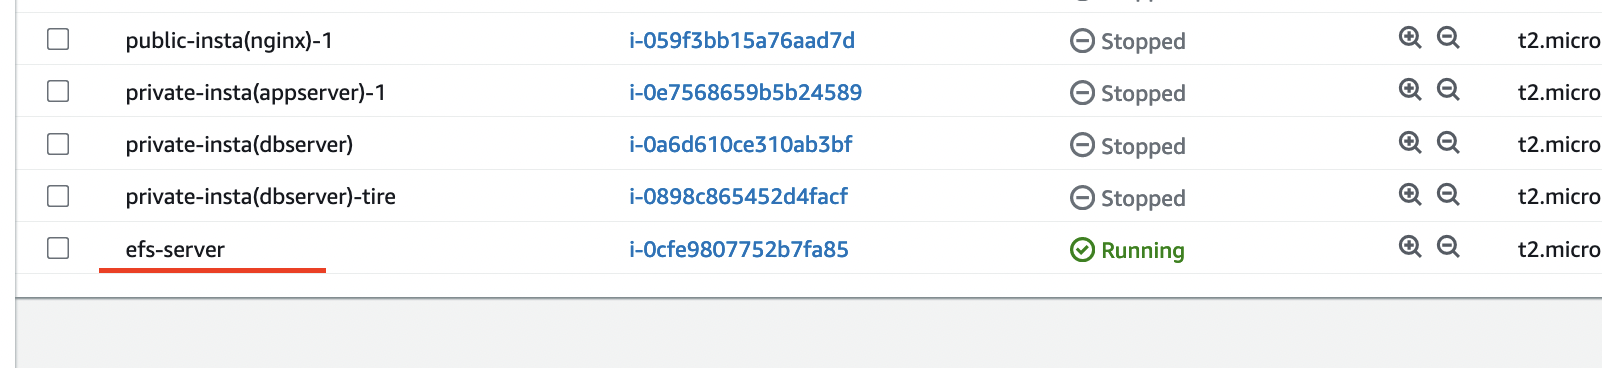 public-insta(nginx)-1 i-059f3bb15a76aad7d Stopped t2.micro
private-insta(appserver)-1 i-0e7568659b5b24589 Stopped t2.micro
private-insta(dbserver) i-0a6d610ce310ab3bf Stopped t2.micro
private-insta(dbserver)-tire i-0898c865452d4facf Stopped t2.micro
efs-server i-0cfe9807752b7fa85 Running t2.micro